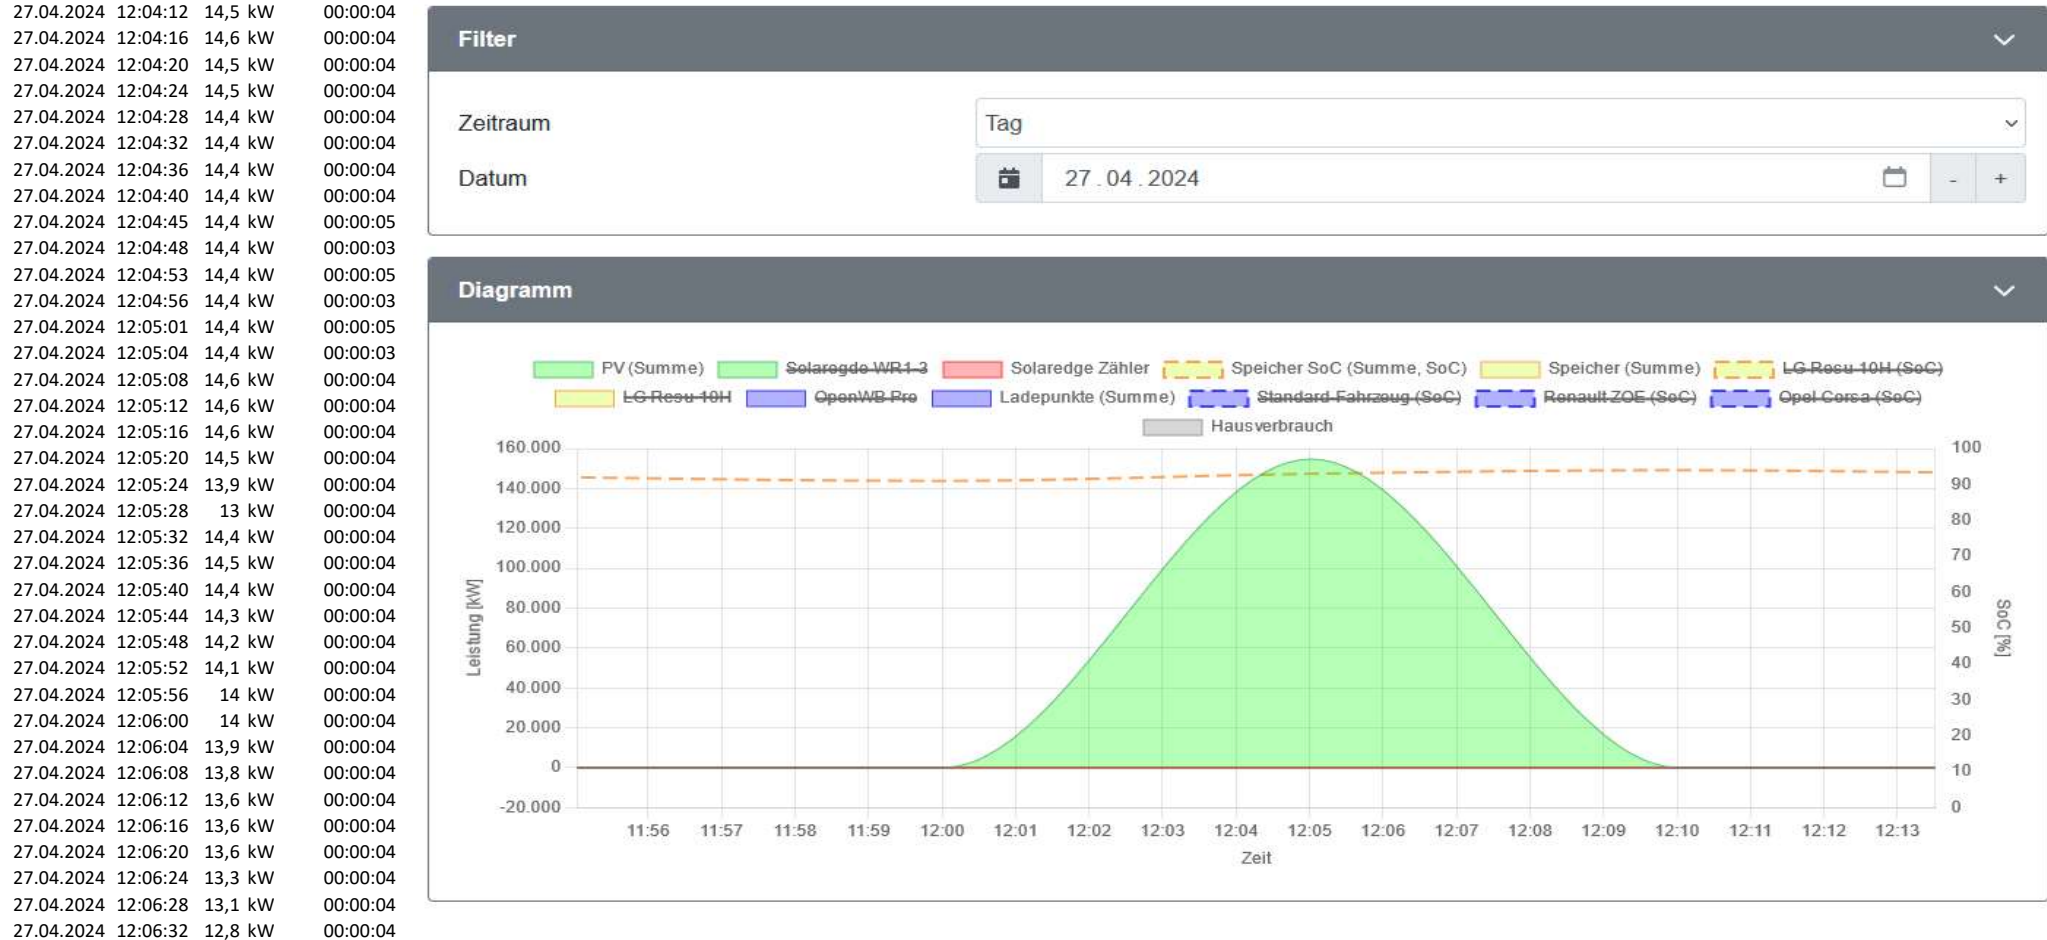 27.04.2024 12:04:12 14,5 kW 00:00:04
27.04.2024 12:04:16 14,6 kW 00:00:04
27.04.2024 12:04:20 14,5 kW 00:00:04
27.04.2024 12:04:24 14,5 kW 00:00:04
27.04.2024 12:04:28 14,4 kW 00:00:04
27.04.2024 12:04:32 14,4 kW 00:00:04
27.04.2024 12:04:36 14,4 kW 00:00:04
27.04.2024 12:04:40 14,4 kW 00:00:04
27.04.2024 12:04:45 14,4 kW 00:00:05
27.04.2024 12:04:48 14,4 kW 00:00:03
27.04.2024 12:04:53 14,4 kW 00:00:05
27.04.2024 12:04:56 14,4 kW 00:00:03
27.04.2024 12:05:01 14,4 kW 00:00:05
27.04.2024 12:05:04 14,4 kW 00:00:03
27.04.2024 12:05:08 14,6 kW 00:00:04
27.04.2024 12:05:12 14,6 kW 00:00:04
27.04.2024 12:05:16 14,6 kW 00:00:04
27.04.2024 12:05:20 14,5 kW 00:00:04
27.04.2024 12:05:24 13,9 kW 00:00:04
27.04.2024 12:05:28 13 kW 00:00:04
27.04.2024 12:05:32 14,4 kW 00:00:04
27.04.2024 12:05:36 14,5 kW 00:00:04
27.04.2024 12:05:40 14,4 kW 00:00:04
27.04.2024 12:05:44 14,3 kW 00:00:04
27.04.2024 12:05:48 14,2 kW 00:00:04
27.04.2024 12:05:52 14,1 kW 00:00:04
27.04.2024 12:05:56 14 kW 00:00:04
27.04.2024 12:06:00 14 kW 00:00:04
27.04.2024 12:06:04 13,9 kW 00:00:04
27.04.2024 12:06:08 13,8 kW 00:00:04
27.04.2024 12:06:12 13,6 kW 00:00:04
27.04.2024 12:06:16 13,6 kW 00:00:04
27.04.2024 12:06:20 13,6 kW 00:00:04
27.04.2024 12:06:24 13,3 kW 00:00:04
27.04.2024 12:06:28 13,1 kW 00:00:04
27.04.2024 12:06:32 12,8 kW 00:00:04
Filter
Zeitraum Tag
Datum 27.04.2024 - +
Diagramm
PV (Summe) Solaregde WR1-3 Solaredge Zähler Speicher SoC (Summe, SoC) Speicher (Summe) LG Resu 10H (SoC)
LG Resu 10H OpenWB Pro Ladepunkte (Summe) Standard-Fahrzeug (SoC) Renault ZOE (SoC) Opel Corsa (SoC)
Hausverbrauch
160.000
140.000
120.000
100.000
80.000
60.000
40.000
20.000
0
-20.000
Leistung [kW]
100
90
80
70
60
50
40
30
20
10
0
SoC [%]
11:56 11:57 11:58 11:59 12:00 12:01 12:02 12:03 12:04 12:05 12:06 12:07 12:08 12:09 12:10 12:11 12:12 12:13
Zeit